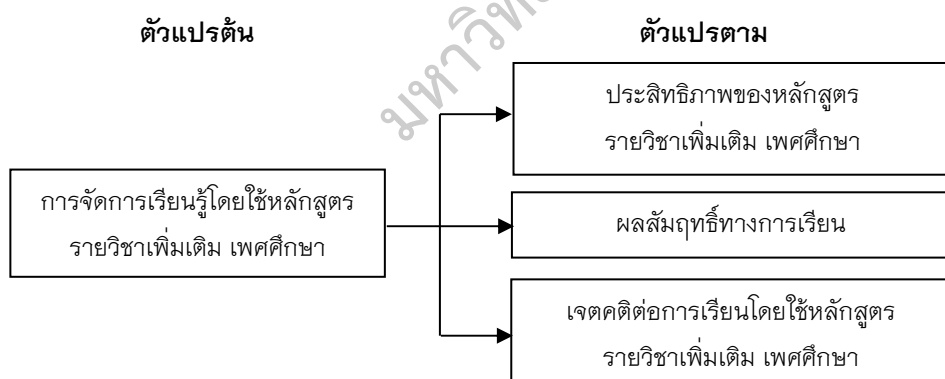 ตัวแปรต้น
ตัวแปรตาม
การจัดการเรียนรู้โดยใช้หลักสูตร
รายวิชาเพิ่มเติม เพศศึกษา
ประสิทธิภาพของหลักสูตร
รายวิชาเพิ่มเติม เพศศึกษา
ผลสัมฤทธิ์ทางการเรียน
เจตคติต่อการเรียนโดยใช้หลักสูตร
รายวิชาเพิ่มเติม เพศศึกษา